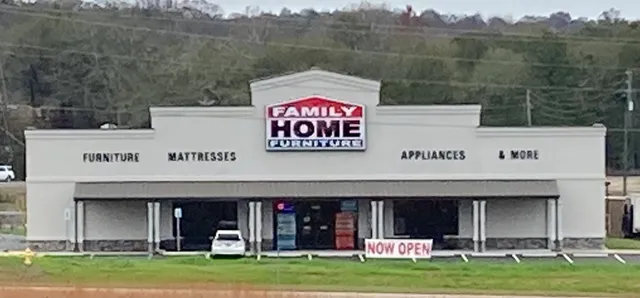 FAMILY
HOME
FURNITURE
FURNITURE MATTRESSES APPLIANCES & MORE
NOW OPEN